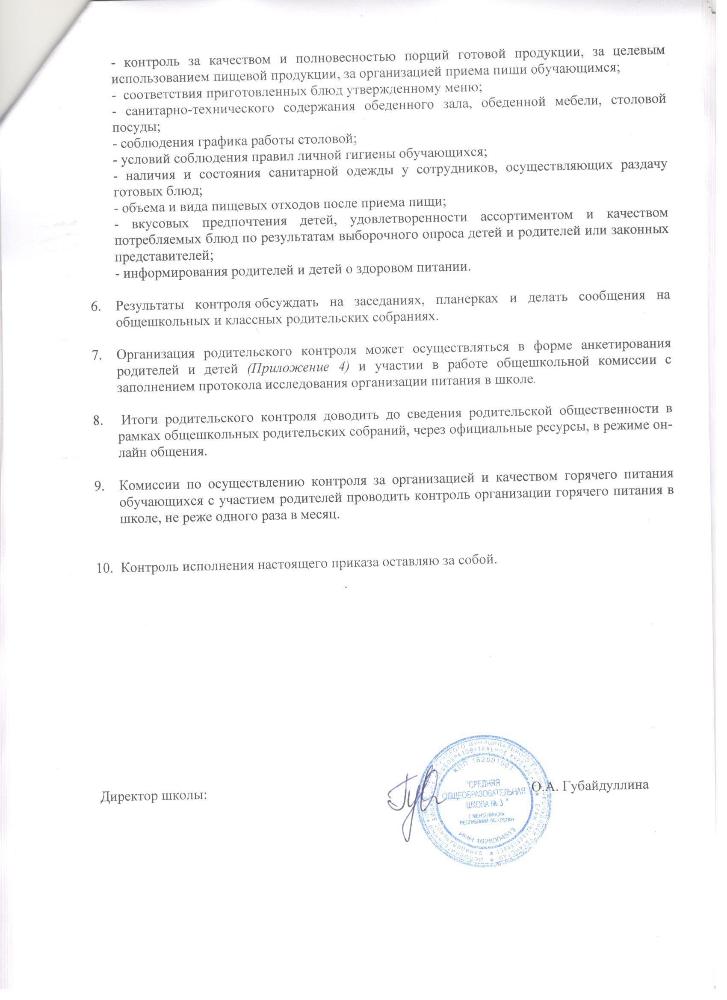 - контроль за качеством и полновесностью порций готовой продукции, за целевым
использованием пищевой продукции, за организацией приема пищи обучающимся;
- соответствия приготовленных блюд утвержденному меню;
- санитарно-технического содержания обеденного зала, обеденной мебели, столовой
посуды;
- соблюдения графика работы столовой;
- условий соблюдения правил личной гигиены обучающихся;
- наличия и состояния санитарной одежды у сотрудников, осуществляющих раздачу
готовых блюд;
- объема и вида пищевых отходов после приема пищи;
- вкусовых предпочтения детей, удовлетворенности ассортиментом и качеством
потребляемых блюд по результатам выборочного опроса детей и родителей или законных
представителей;
- информирования родителей и детей о здоровом питании.
6. Результаты контроля обсуждать на заседаниях, планерках и делать сообщения на
общешкольных и классных родительских собраниях.
7. Организация родительского контроля может осуществляться в форме анкетирования
родителей и детей (Приложение 4) и участии в работе общешкольной комиссии с
заполнением протокола исследования организации питания в школе.
8. Итоги родительского контроля доводить до сведения родительской общественности в
рамках общешкольных родительских собраний, через официальные ресурсы, в режиме он-
лайн общения.
9. Комиссии по осуществлению контроля за организацией и качеством горячего питания
обучающихся с участием родителей проводить контроль организации горячего питания в
школе, не реже одного раза в месяц.
10. Контроль исполнения настоящего приказа оставляю за собой.
Директор школы:
О.А. Губайдуллина
КПП 162801001
"СРЕДНЯЯ
ОБЩЕОБРАЗОВАТЕЛЬНАЯ
ШКОЛА № 3 "
Г. МЕНЗЕЛИНСКА
РЕСПУБЛИКИ ТАТАРСТАН
ИНН 1628004513
МУНИЦИПАЛЬНОГО РАЙОНА РЕСПУБЛИКИ ТАТАРСТАН
ОБЩЕОБРАЗОВАТЕЛЬНОЕ УЧРЕЖДЕНИЕ